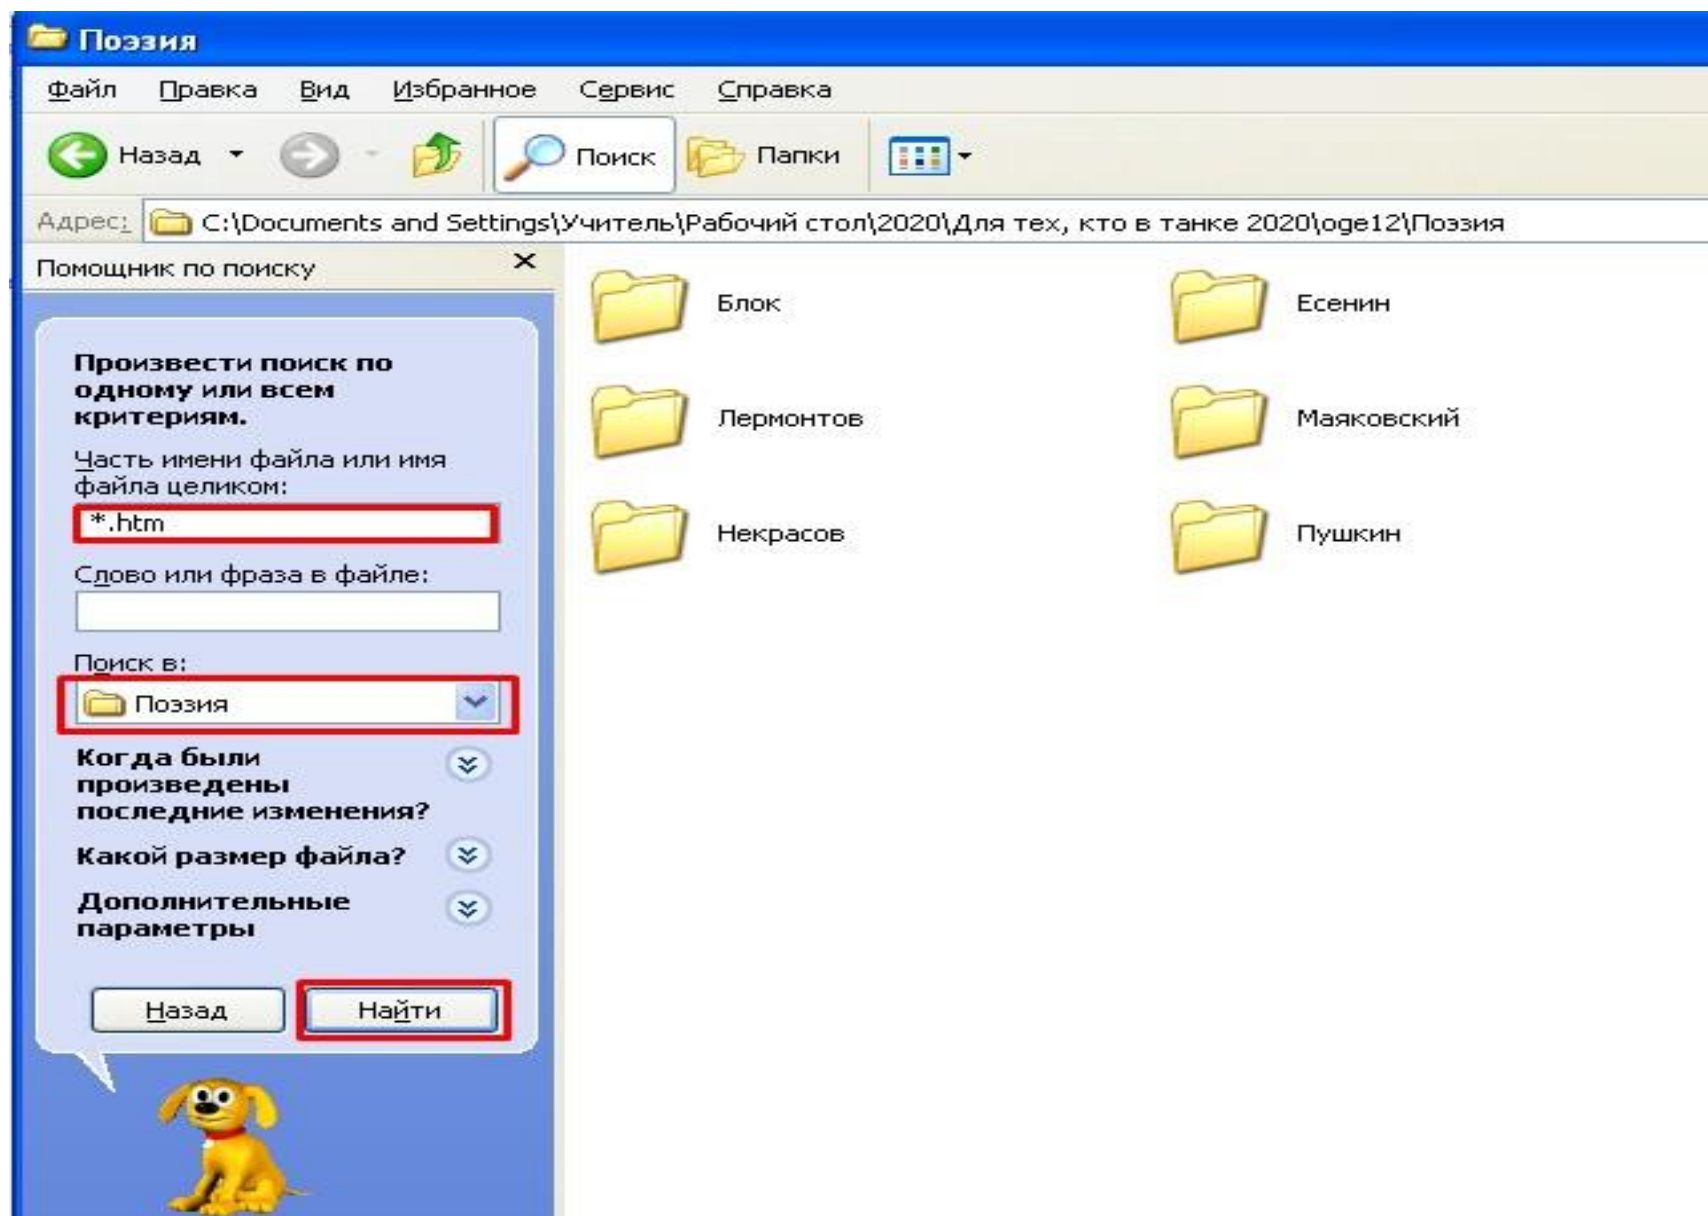 Поэзия
Файл Правка Вид Избранное Сервис Справка
Назад Поиск Папки
Адрес: C:\Documents and Settings\Учитель\Рабочий стол\2020\Для тех, кто в танке 2020\oge12\Поэзия
Помощник по поиску
Произвести поиск по
одному или всем
критериям.
Часть имени файла или имя
файла целиком:
*.htm
Слово или фраза в файле:
Поиск в:
Поэзия
Когда были
произведены
последние изменения?
Какой размер файла?
Дополнительные
параметры
Назад Найти
Блок Есенин
Лермонтов Маяковский
Некрасов Пушкин